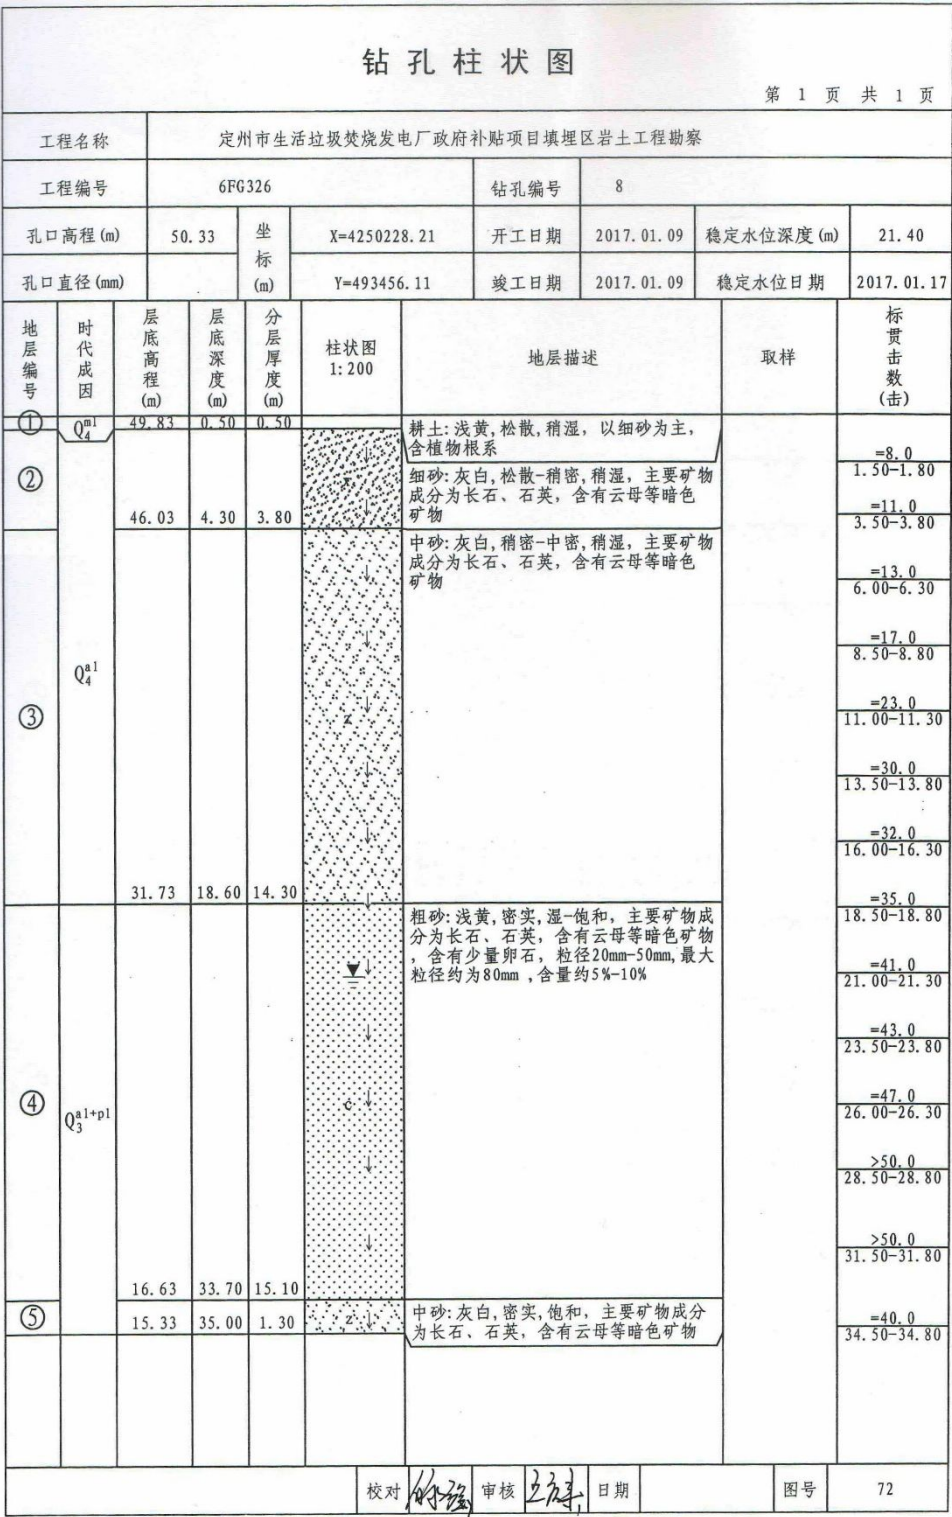 钻孔柱状图
第 1 页 共 1 页
工程名称 定州市生活垃圾焚烧发电厂政府补贴项目填埋区岩土工程勘察
工程编号 6FG326 钻孔编号 8
孔口高程(m) 50.33 坐标(m) X=4250228.21 开工日期 2017.01.09 稳定水位深度(m) 21.40
孔口直径(mm) Y=493456.11 竣工日期 2017.01.09 稳定水位日期 2017.01.17
地层编号 时代成因 层底高程(m) 层底深度(m) 分层厚度(m) 柱状图 1:200 地层描述 取样 标贯击数(击)
① Q₄ᵐˡ 49.83 0.50 0.50
耕土:浅黄,松散,稍湿，以细砂为主，
含植物根系
=8.0
1.50-1.80
② 46.03 4.30 3.80
细砂:灰白,松散-稍密,稍湿，主要矿物
成分为长石、石英，含有云母等暗色
矿物
=11.0
3.50-3.80
③ Q₄ᵃˡ 31.73 18.60 14.30
中砂:灰白,稍密-中密,稍湿，主要矿物
成分为长石、石英，含有云母等暗色
矿物
z
=13.0
6.00-6.30
=17.0
8.50-8.80
=23.0
11.00-11.30
=30.0
13.50-13.80
=32.0
16.00-16.30
=35.0
18.50-18.80
④ Q₃ᵃˡ⁺ᵖˡ 16.63 33.70 15.10
粗砂:浅黄,密实,湿-饱和，主要矿物成
分为长石、石英，含有云母等暗色矿物
，含有少量卵石，粒径20mm-50mm,最大
粒径约为80mm ,含量约5%-10%
c
=41.0
21.00-21.30
=43.0
23.50-23.80
=47.0
26.00-26.30
>50.0
28.50-28.80
>50.0
31.50-31.80
⑤ 15.33 35.00 1.30
z
中砂:灰白,密实,饱和，主要矿物成分
为长石、石英，含有云母等暗色矿物
=40.0
34.50-34.80
校对 审核 日期 图号 72